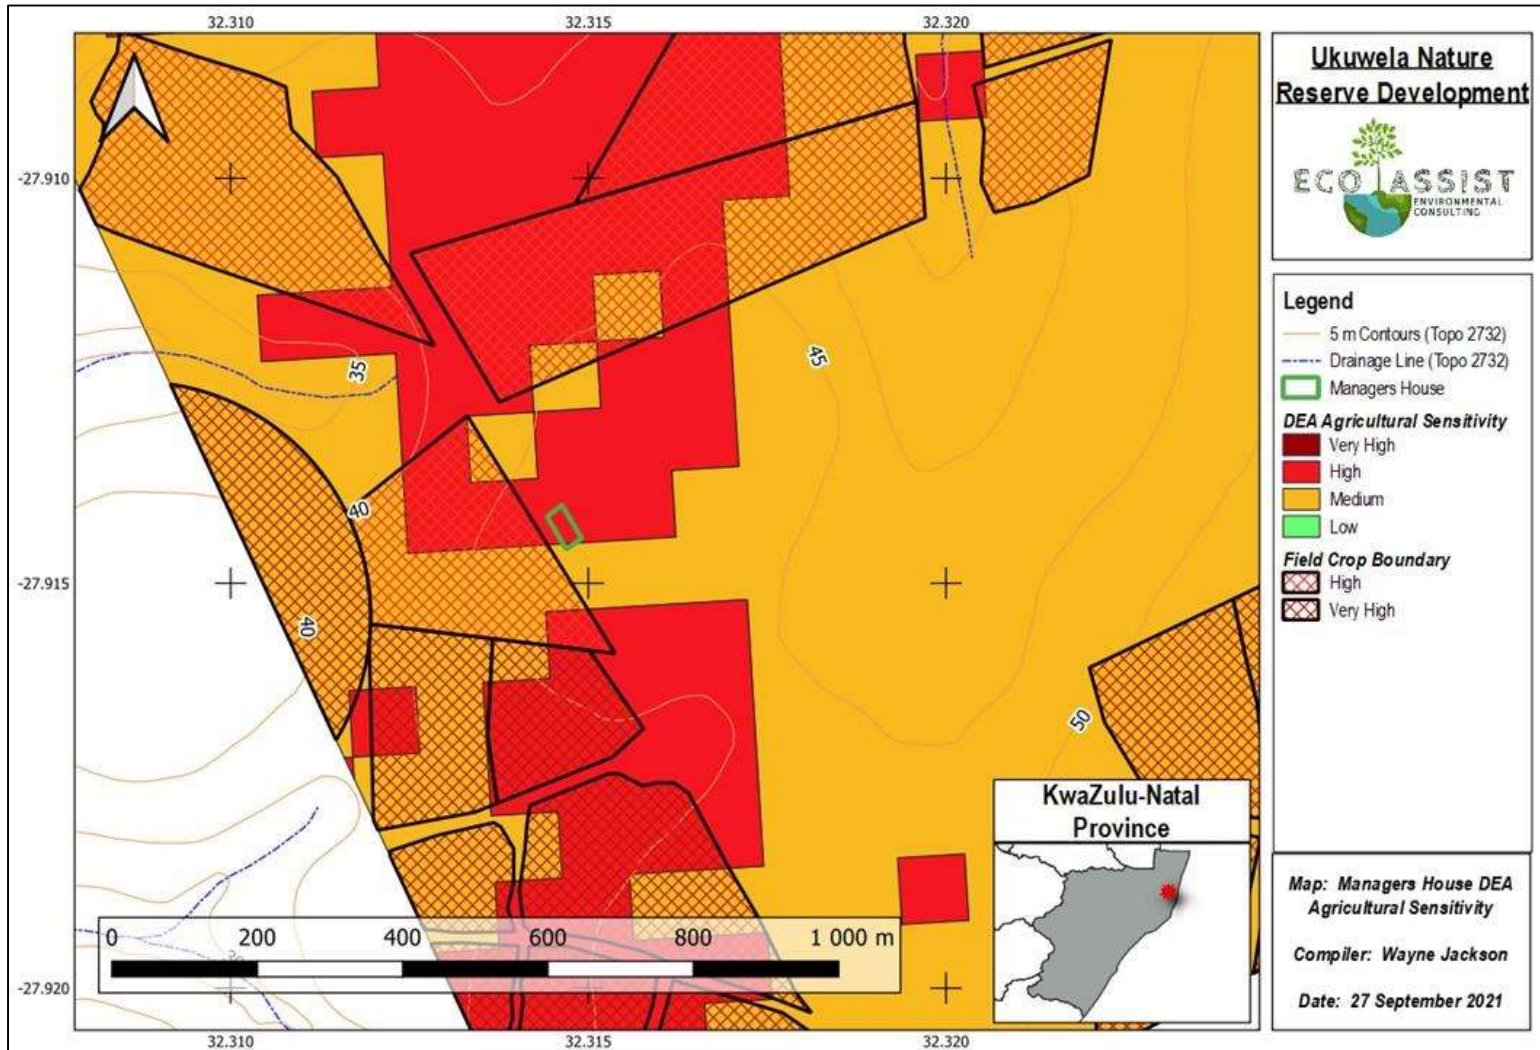 32.310
32.315
32.320
-27.910
-27.915
-27.920
35
45
40
40
50
0 200 400 600 800 1 000 m
32.310
32.315
32.320
KwaZulu-Natal
Province
Ukuwela Nature
Reserve Development
ECO ASSIST
ENVIRONMENTAL
CONSULTING
Legend
5 m Contours (Topo 2732)
Drainage Line (Topo 2732)
Managers House
DEA Agricultural Sensitivity
Very High
High
Medium
Low
Field Crop Boundary
High
Very High
Map: Managers House DEA
Agricultural Sensitivity
Compiler: Wayne Jackson
Date: 27 September 2021